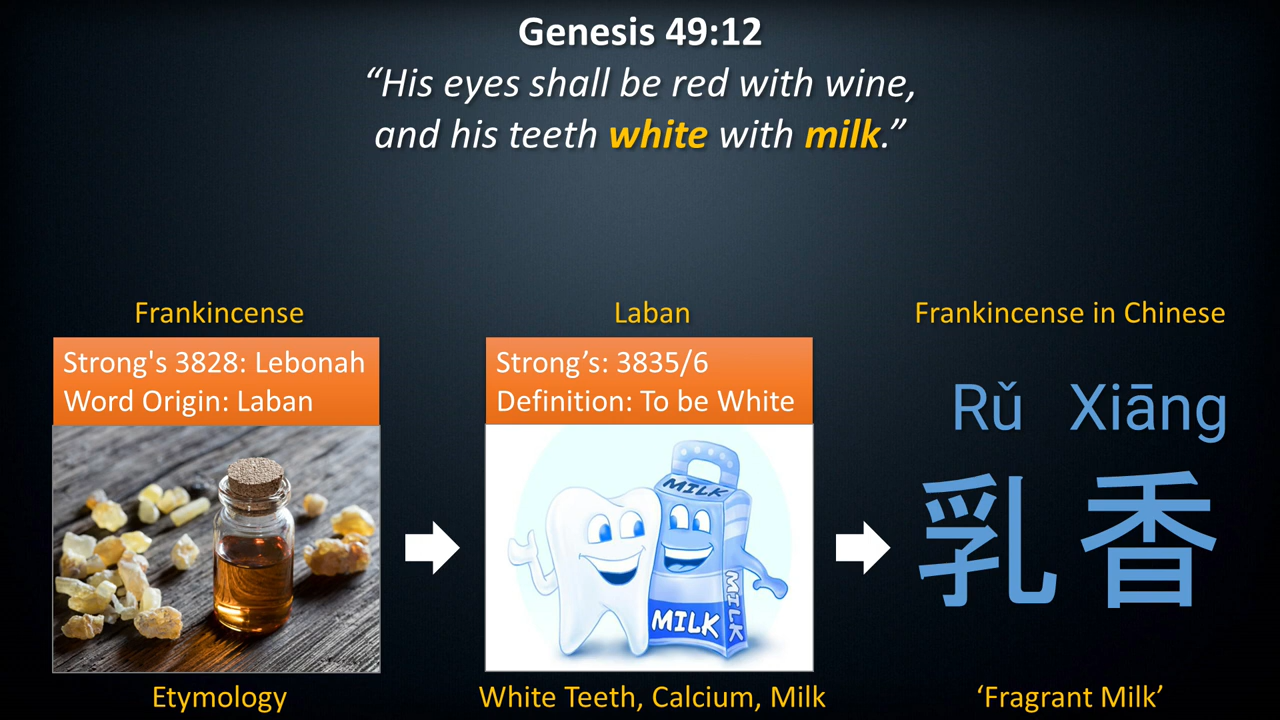 Genesis 49:12
“His eyes shall be red with wine,
and his teeth white with milk.”
Frankincense
Strong's 3828: Lebonah
Word Origin: Laban
Etymology
Laban
Strong’s: 3835/6
Definition: To be White
MILK
MILK
MILK
White Teeth, Calcium, Milk
Frankincense in Chinese
Rǔ Xiāng
乳香
‘Fragrant Milk’